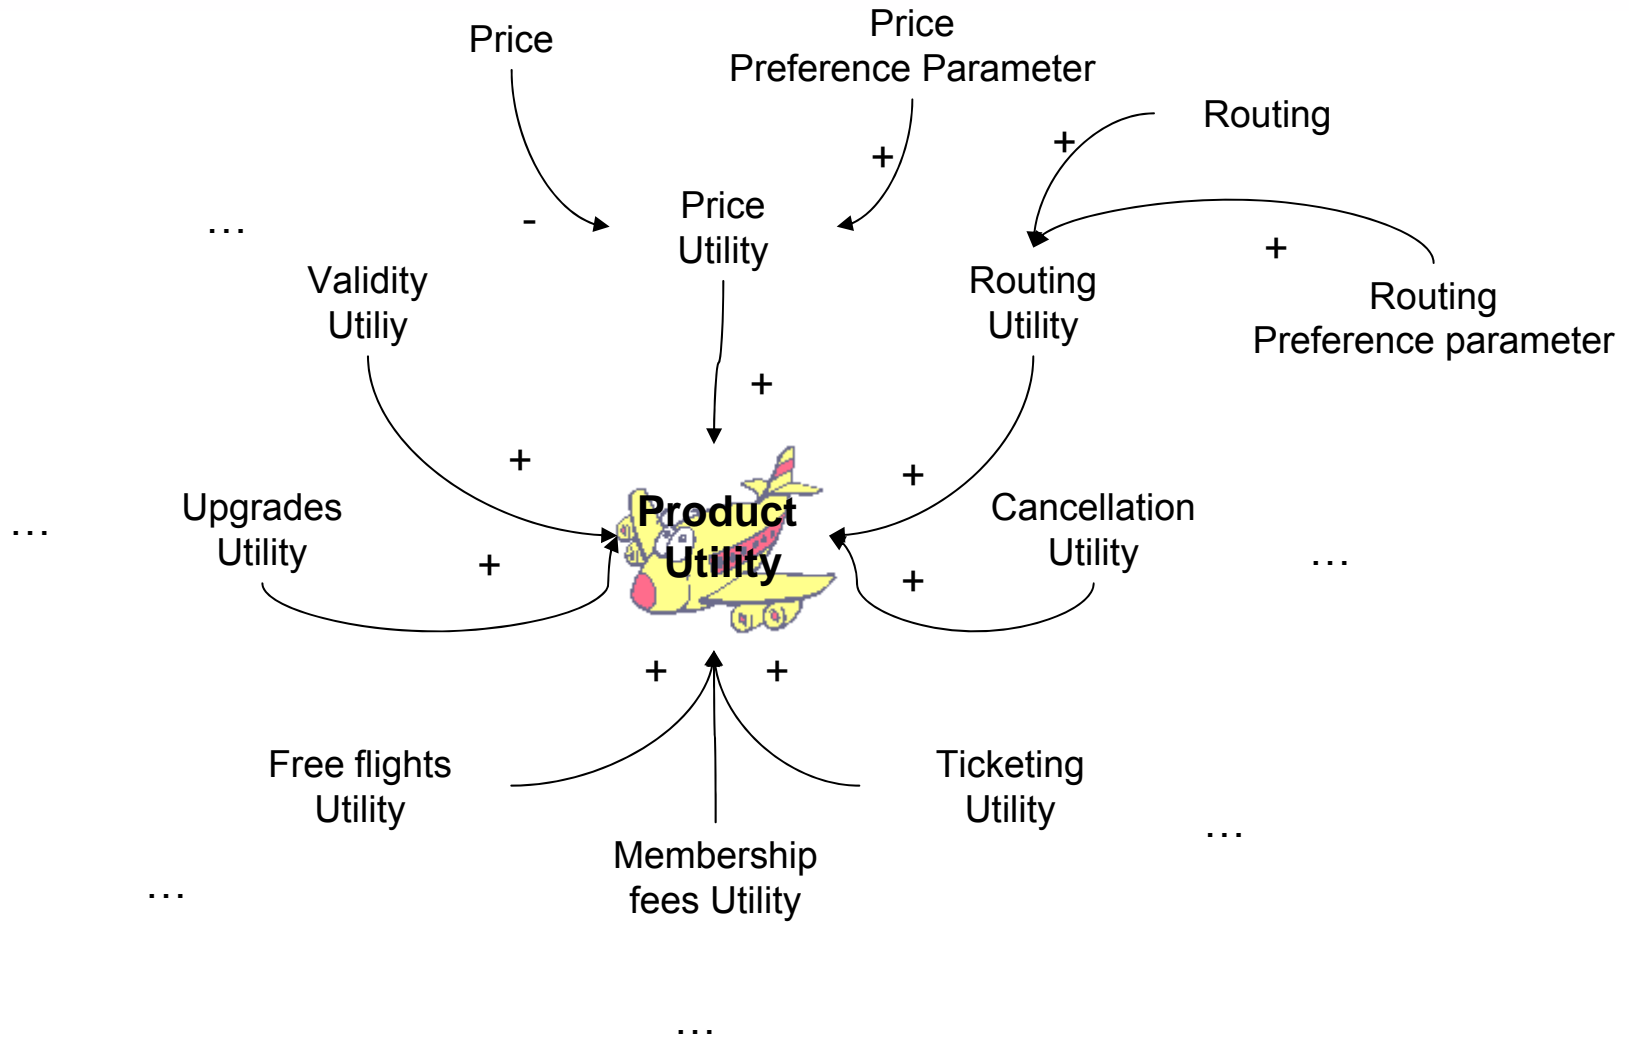 Price
Price
Preference Parameter
Routing
+
+
Price
Utility
-
...
+
Validity
Utiliy
Routing
Utility
Routing
Preference parameter
+
+
+
Upgrades
Utility
Product
Utility
Cancellation
Utility
...
...
+
+
+
+
Free flights
Utility
Ticketing
Utility
...
Membership
fees Utility
...
...